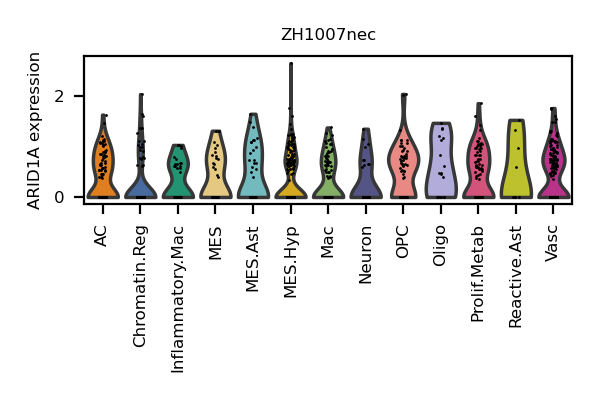 ZH1007nec
ARID1A expression
2
0
AC
Chromatin.Reg
Inflammatory.Mac
MES
MES.Ast
MES.Hyp
Mac
Neuron
OPC
Oligo
Prolif.Metab
Reactive.Ast
Vasc